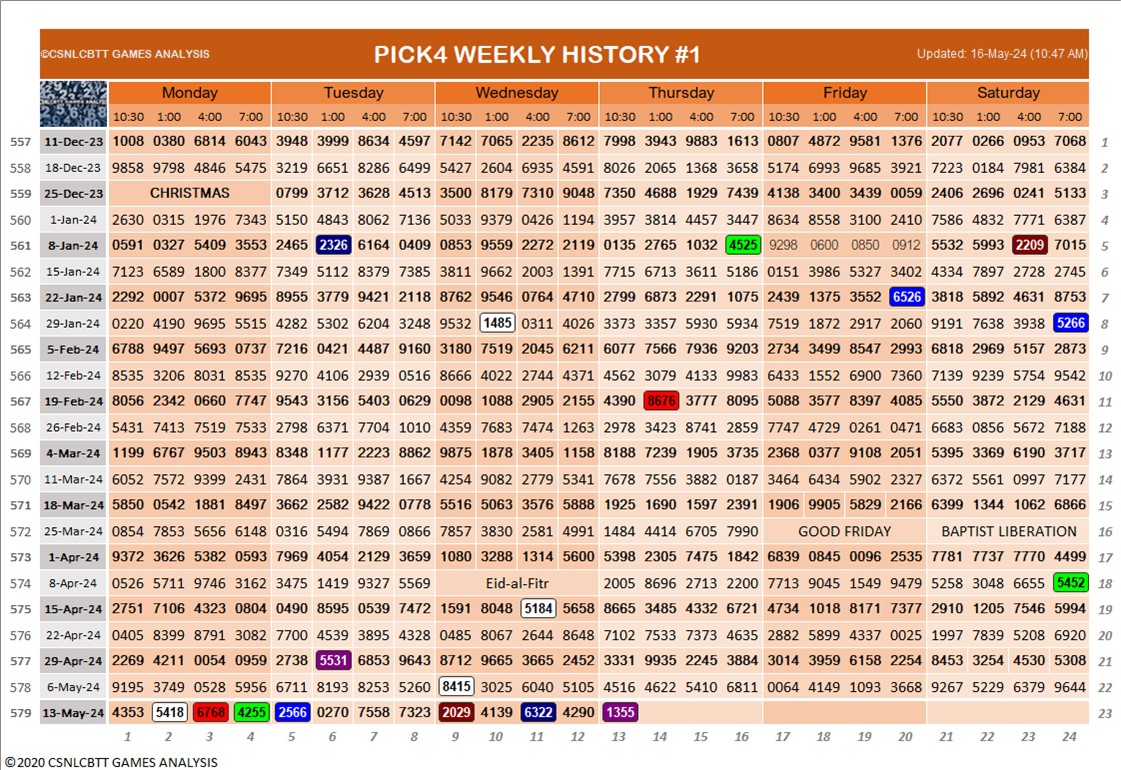 ©CSNLCBTT GAMES ANALYSIS PICK4 WEEKLY HISTORY #1 Updated: 16-May-24 (10:47 AM)
Monday Tuesday Wednesday Thursday Friday Saturday
10:30 1:00 4:00 7:00 10:30 1:00 4:00 7:00 10:30 1:00 4:00 7:00 10:30 1:00 4:00 7:00 10:30 1:00 4:00 7:00 10:30 1:00 4:00 7:00
557 11-Dec-23 1008 0380 6814 6043 3948 3999 8634 4597 7142 7065 2235 8612 7998 3943 9883 1613 0807 4872 9581 1376 2077 0266 0953 7068 1
558 18-Dec-23 9858 9798 4846 5475 3219 6651 8286 6499 5427 2604 6935 4591 8026 2065 1368 3658 5174 6993 9685 3921 7223 0184 7981 6384 2
559 25-Dec-23 CHRISTMAS 0799 3712 3628 4513 3500 8179 7310 9048 7350 4688 1929 7439 4138 3400 3439 0059 2406 2696 0241 5133 3
560 1-Jan-24 2630 0315 1976 7343 5150 4843 8062 7136 5033 9379 0426 1194 3957 3814 4457 3447 8634 8558 3100 2410 7586 4832 7771 6387 4
561 8-Jan-24 0591 0327 5409 3553 2465 2326 6164 0409 0853 9559 2272 2119 0135 2765 1032 4525 9298 0600 0850 0912 5532 5993 2209 7015 5
562 15-Jan-24 7123 6589 1800 8377 7349 5112 8379 7385 3811 9662 2003 1391 7715 6713 3611 5186 0151 3986 5327 3402 4334 7897 2728 2745 6
563 22-Jan-24 2292 0007 5372 9695 8955 3779 9421 2118 8762 9546 0764 4710 2799 6873 2291 1075 2439 1375 3552 6526 3818 5892 4631 8753 7
564 29-Jan-24 0220 4190 9695 5515 4282 5302 6204 3248 9532 1485 0311 4026 3373 3357 5930 5934 7519 1872 2917 2060 9191 7638 3938 5266 8
565 5-Feb-24 6788 9497 5693 0737 7216 0421 4487 9160 3180 7519 2045 6211 6077 7566 7936 9203 2734 3499 8547 2993 6818 2969 5157 2873 9
566 12-Feb-24 8535 3206 8031 8535 9270 4106 2939 0516 8666 4022 2744 4371 4562 3079 4133 9983 6433 1552 6900 7360 7139 9239 5754 9542 10
567 19-Feb-24 8056 2342 0660 7747 9543 3156 5403 0629 0098 1088 2905 2155 4390 8676 3777 8095 5088 3577 8397 4085 5550 3872 2129 4631 11
568 26-Feb-24 5431 7413 7519 7533 2798 6371 7704 1010 4359 7683 7474 1263 2978 3423 8741 2859 7747 4729 0261 0471 6683 0856 5672 7188 12
569 4-Mar-24 1199 6767 9503 8943 8348 1177 2223 8862 9875 1878 3405 1158 8188 7239 1905 3735 2368 0377 9108 2051 5395 3369 6190 3717 13
570 11-Mar-24 6052 7572 9399 2431 7864 3931 9387 1667 4254 9082 2779 5341 7678 7556 3882 0187 3464 6434 5902 2327 6372 5561 0997 7177 14
571 18-Mar-24 5850 0542 1881 8497 3662 2582 9422 0778 5516 5063 3576 5888 1925 1690 1597 2391 1906 9905 5829 2166 6399 1344 1062 6866 15
572 25-Mar-24 0854 7853 5656 6148 0316 5494 7869 0866 7857 3830 2581 4991 1484 4414 6705 7990 GOOD FRIDAY BAPTIST LIBERATION 16
573 1-Apr-24 9372 3626 5382 0593 7969 4054 2129 3659 1080 3288 1314 5600 5398 2305 7475 1842 6839 0845 0096 2535 7781 7737 7770 4499 17
574 8-Apr-24 0526 5711 9746 3162 3475 1419 9327 5569 Eid-al-Fitr 2005 8696 2713 2200 7713 9045 1549 9479 5258 3048 6655 5452 18
575 15-Apr-24 2751 7106 4323 0804 0490 8595 0539 7472 1591 8048 5184 5658 8665 3485 4332 6721 4734 1018 8171 7377 2910 1205 7546 5994 19
576 22-Apr-24 0405 8399 8791 3082 7700 4539 3895 4328 0485 8067 2644 8648 7102 7533 7373 4635 2882 5899 4337 0025 1997 7839 5208 6920 20
577 29-Apr-24 2269 4211 0054 0959 2738 5531 6853 9643 8712 9665 3665 2452 3331 9935 2245 3884 3014 3959 6158 2254 8453 3254 4530 5308 21
578 6-May-24 9195 3749 0528 5956 6711 8193 8253 5260 8415 3025 6040 5105 4516 4622 5410 6811 0064 4149 1093 3668 9267 5229 6379 9644 22
579 13-May-24 4353 5418 6768 4255 2566 0270 7558 7323 2029 4139 6322 4290 1355 23
1 2 3 4 5 6 7 8 9 10 11 12 13 14 15 16 17 18 19 20 21 22 23 24
©2020 CSNLCBTT GAMES ANALYSIS